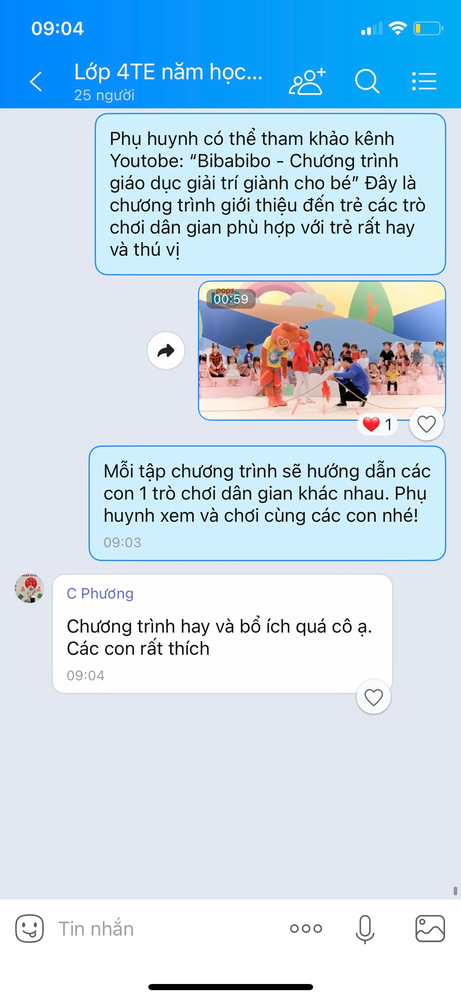 09:04
Lớp 4TE năm học...
25 người
Phụ huynh có thể tham khảo kênh
Youtobe: “Bibabibo - Chương trình
giáo dục giải trí giành cho bé” Đây là
chương trình giới thiệu đến trẻ các trò
chơi dân gian phù hợp với trẻ rất hay
và thú vị
pops
00:59
1
Mỗi tập chương trình sẽ hướng dẫn các
con 1 trò chơi dân gian khác nhau. Phụ
huynh xem và chơi cùng các con nhé!
09:03
C Phương
Chương trình hay và bổ ích quá cô ạ.
Các con rất thích
09:04
Tin nhắn